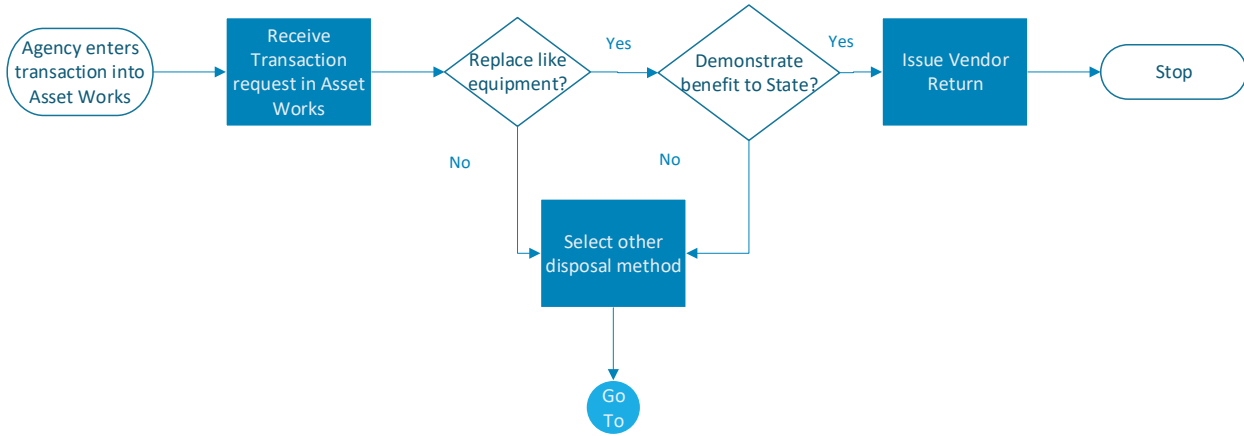 Agency enters
transaction into
Asset Works
Receive
Transaction
request in Asset
Works
Replace like
equipment?
Yes
Demonstrate
benefit to State?
Yes
Issue Vendor
Return
Stop
No
No
Select other
disposal method
Go
To